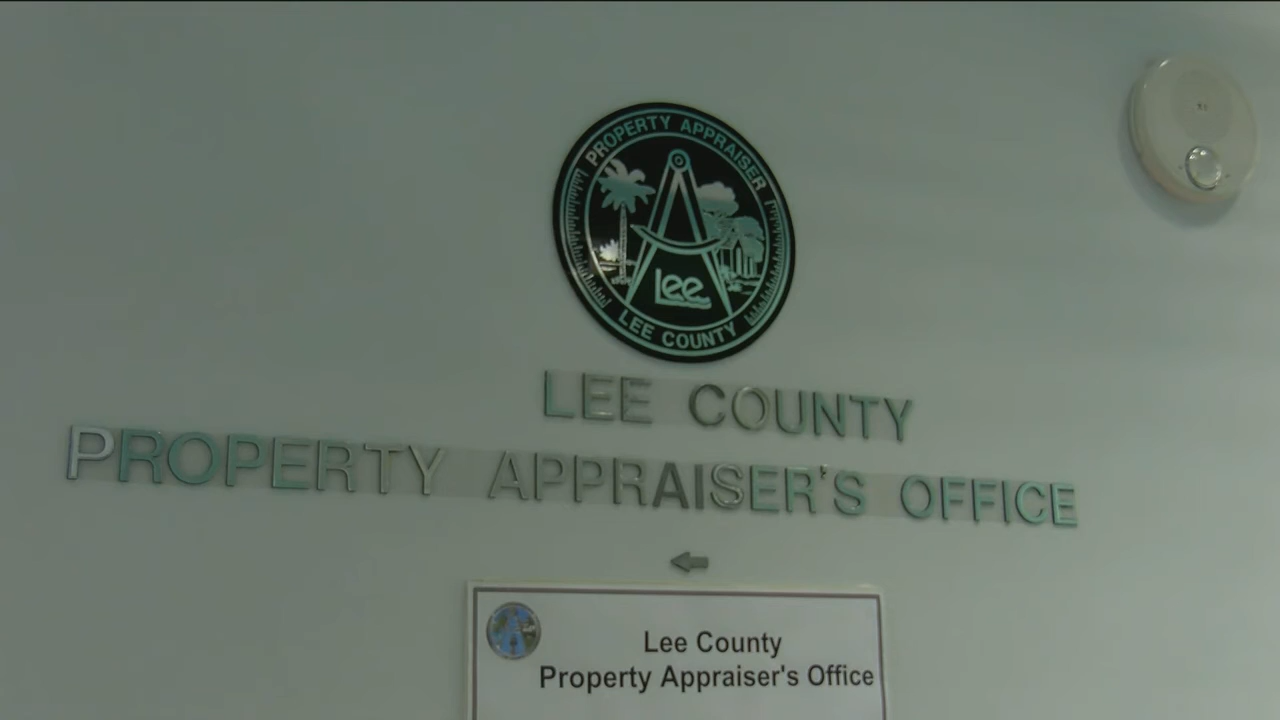 PROPERTY APPRAISER
Lee
LEE COUNTY
LEE COUNTY
PROPERTY APPRAISER'S OFFICE
Lee County
Property Appraiser's Office